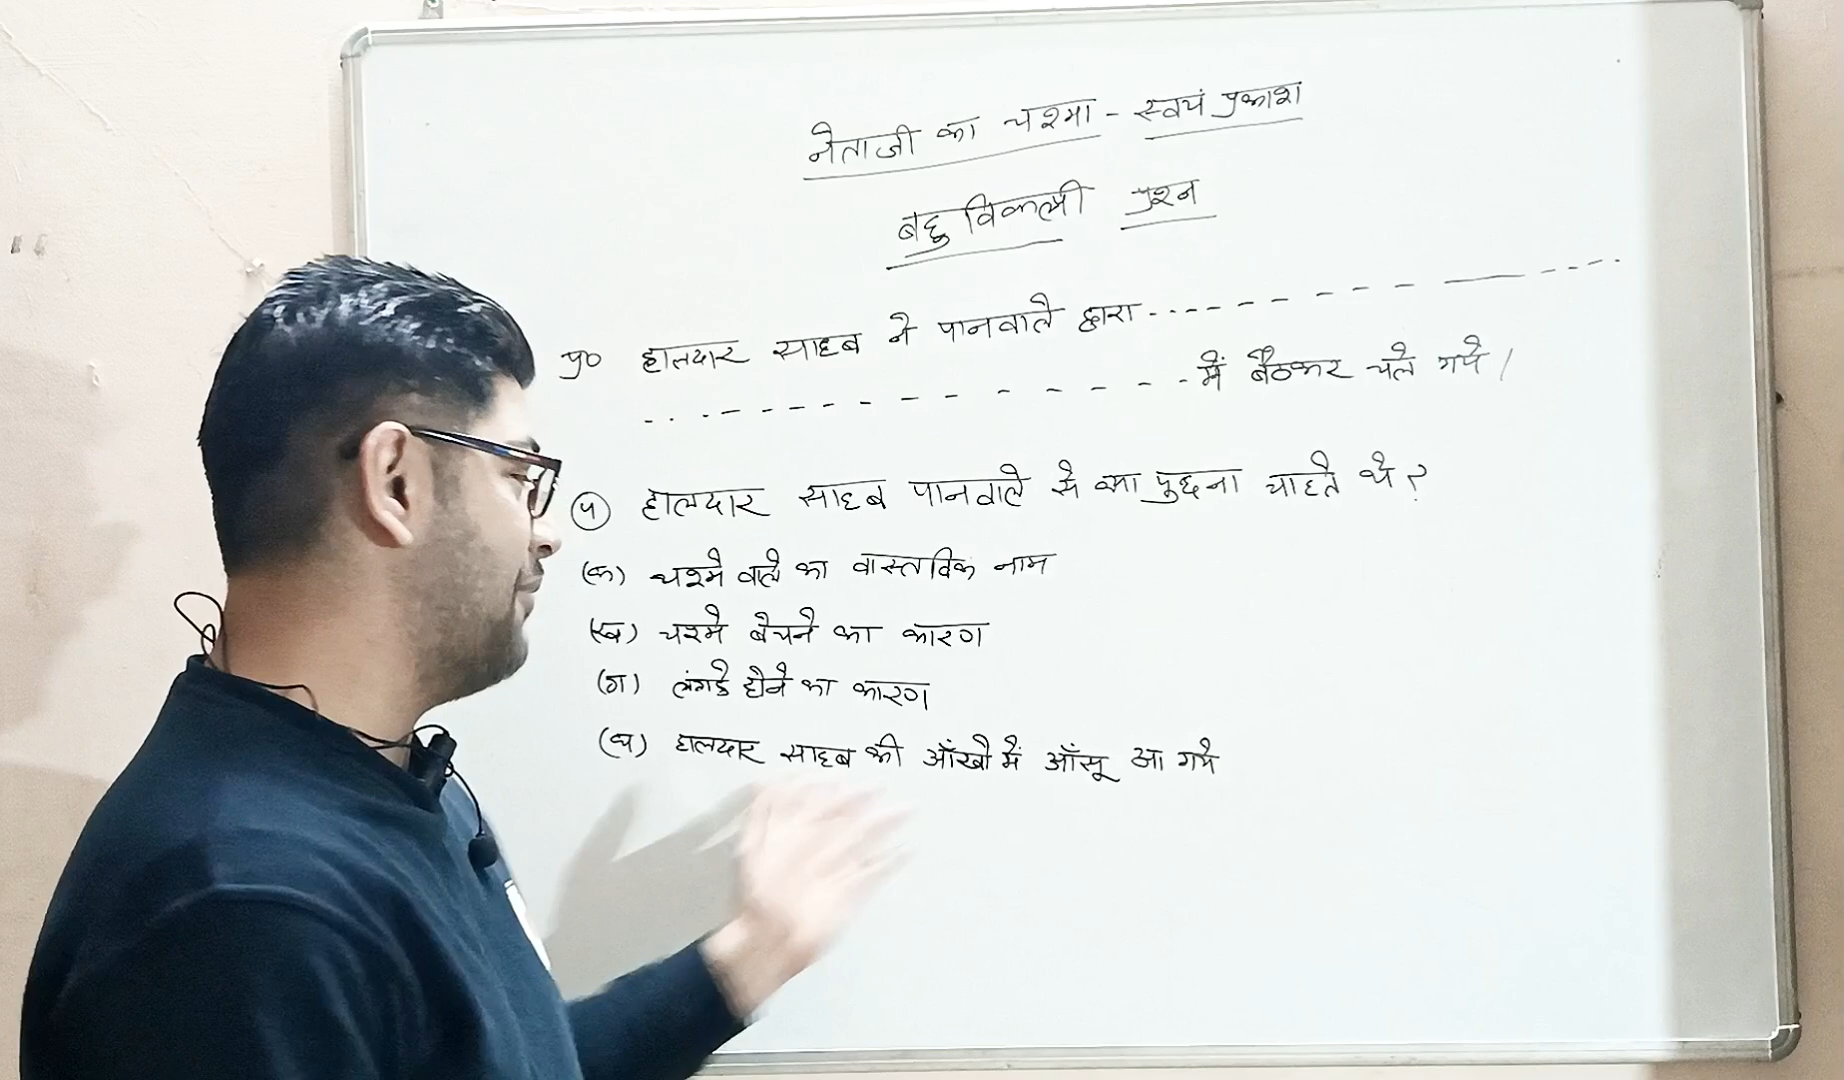 नेताजी का चश्मा - स्वयं प्रकाश
बहु विकल्पी प्रश्न
प्र० हालदार साहब ने पानवाले द्वारा ..........
.......... में बैठकर चले गये /
(५) हालदार साहब पानवाले से क्या पुछना चाहते थे ?
(क) चश्मे वाले का वास्तविक नाम
(ख) चश्मे बेचने का कारण
(ग) लंगडे होने का कारण
(घ) हालदार साहब की आँखो में आँसू आ गये